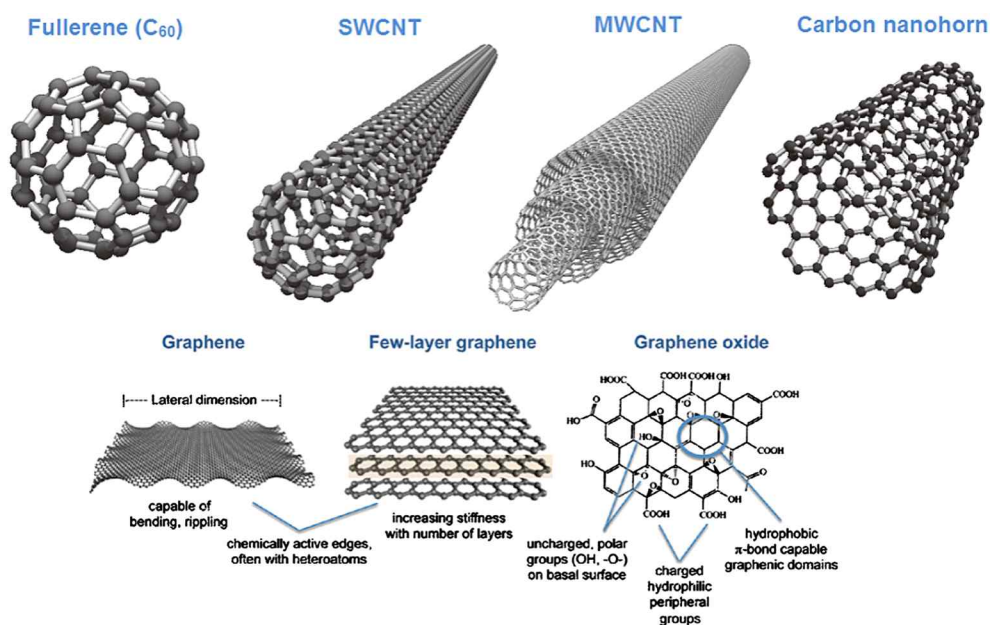 Fullerene (C₆₀)
SWCNT
MWCNT
Carbon nanohorn
Graphene
Few-layer graphene
Graphene oxide
|---- Lateral dimension ----|
capable of
bending, rippling
chemically active edges,
often with heteroatoms
increasing stiffness
with number of layers
HOOC
COOH
COOH
OH
COOH
HO
O
O
O
O
O
HO
COOH
HO
O
O
O
OH
COOH
COOH
uncharged, polar
groups (OH, -O-)
on basal surface
charged
hydrophilic
peripheral
groups
hydrophobic
π-bond capable
graphenic domains